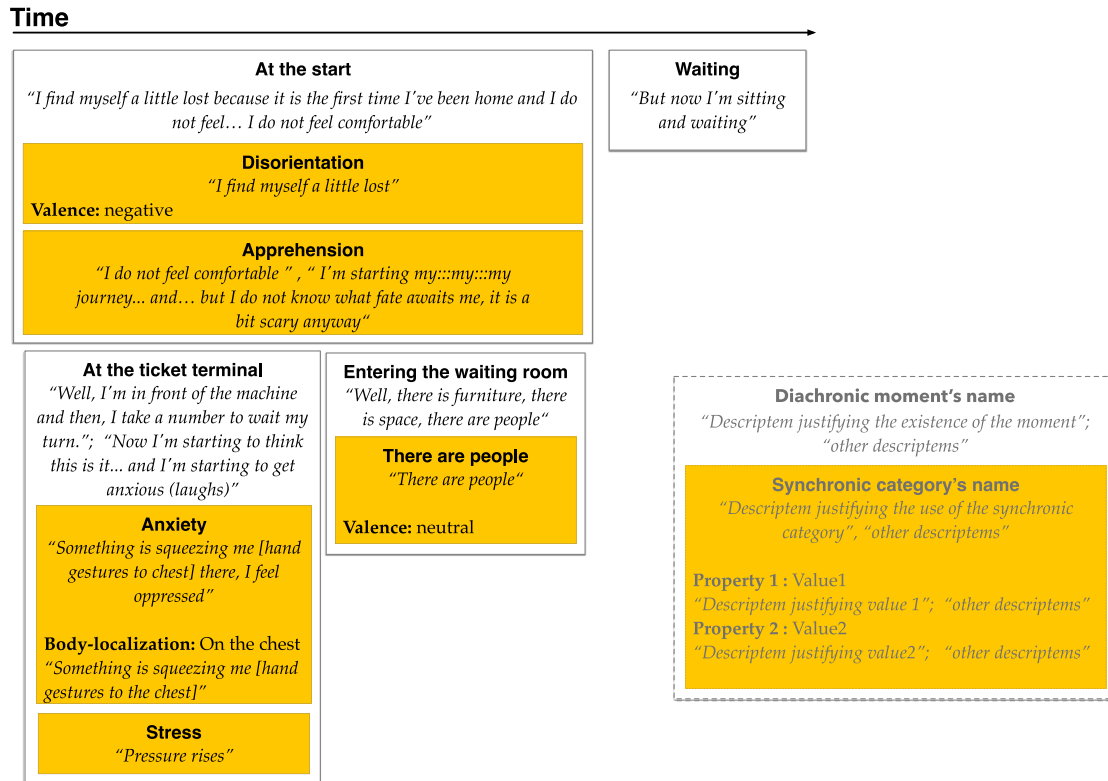 Time
At the start
“I find myself a little lost because it is the first time I’ve been home and I do
not feel… I do not feel comfortable”
Disorientation
“I find myself a little lost”
Valence: negative
Apprehension
“I do not feel comfortable ” , “ I’m starting my:::my:::my
journey... and… but I do not know what fate awaits me, it is a
bit scary anyway“
Waiting
“But now I’m sitting
and waiting”
At the ticket terminal
“Well, I’m in front of the machine
and then, I take a number to wait my
turn.”;  “Now I’m starting to think
this is it... and I’m starting to get
anxious (laughs)”
Anxiety
“Something is squeezing me [hand
gestures to chest] there, I feel
oppressed”
Body-localization: On the chest
“Something is squeezing me [hand
gestures to the chest]”
Stress
“Pressure rises”
Entering the waiting room
“Well, there is furniture, there
is space, there are people“
There are people
“There are people“
Valence: neutral
Diachronic moment’s name
“Descriptem justifying the existence of the moment”;
“other descriptems”
Synchronic category’s name
“Descriptem justifying the use of the synchronic
category”, “other descriptems”
Property 1 : Value1
“Descriptem justifying value 1”;  “other descriptems”
Property 2 : Value2
“Descriptem justifying value2”;  “other descriptems”